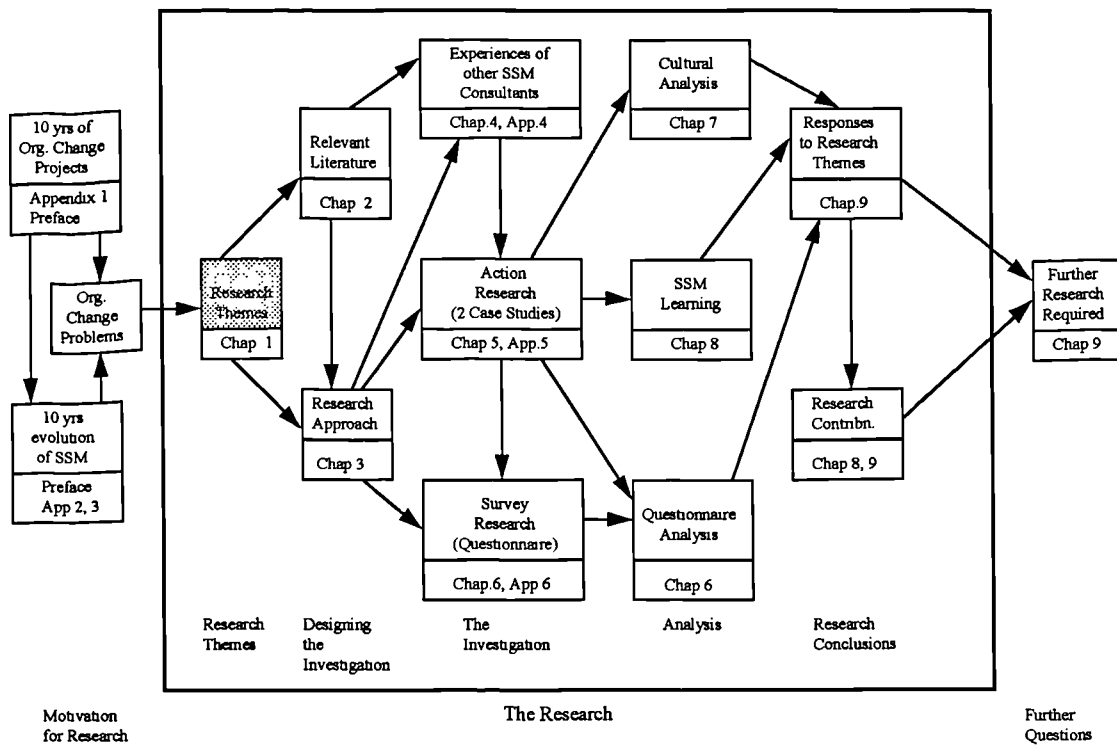 10 yrs of
Org. Change
Projects
Appendix 1
Preface
Org.
Change
Problems
10 yrs
evolution
of SSM
Preface
App 2, 3
Research
Themes
Chap 1
Relevant
Literature
Chap 2
Research
Approach
Chap 3
Experiences of
other SSM
Consultants
Chap.4, App.4
Action
Research
(2 Case Studies)
Chap 5, App.5
Survey
Research
(Questionnaire)
Chap.6, App 6
Cultural
Analysis
Chap 7
SSM
Learning
Chap 8
Questionnaire
Analysis
Chap 6
Responses
to Research
Themes
Chap.9
Research
Contribn.
Chap 8, 9
Further
Research
Required
Chap 9
Research
Themes
Designing
the
Investigation
The
Investigation
Analysis
Research
Conclusions
Motivation
for Research
The Research
Further
Questions